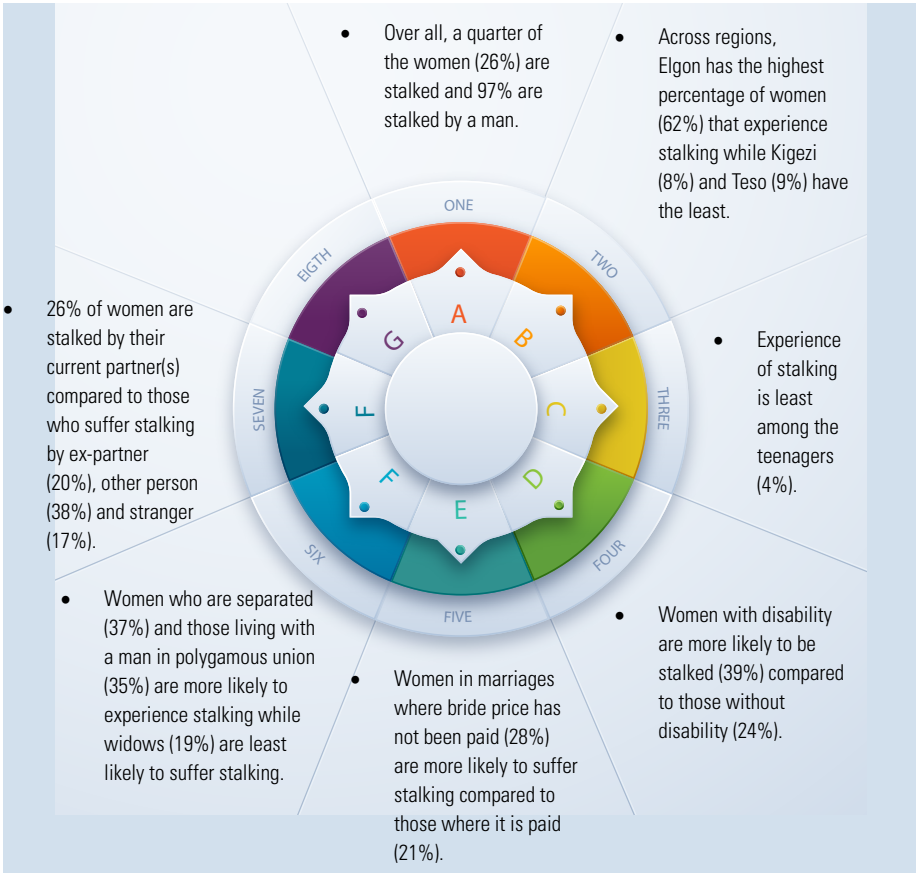 • Over all, a quarter of
the women (26%) are
stalked and 97% are
stalked by a man.
• Across regions,
Elgon has the highest
percentage of women
(62%) that experience
stalking while Kigezi
(8%) and Teso (9%) have
the least.
• Experience
of stalking
is least
among the
teenagers
(4%).
• Women with disability
are more likely to be
stalked (39%) compared
to those without
disability (24%).
• Women in marriages
where bride price has
not been paid (28%)
are more likely to suffer
stalking compared to
those where it is paid
(21%).
• Women who are separated
(37%) and those living with
a man in polygamous union
(35%) are more likely to
experience stalking while
widows (19%) are least
likely to suffer stalking.
• 26% of women are
stalked by their
current partner(s)
compared to those
who suffer stalking
by ex-partner
(20%), other person
(38%) and stranger
(17%).
ONE
TWO
THREE
FOUR
FIVE
SIX
SEVEN
EIGTH
A
B
C
D
E
F
F
G